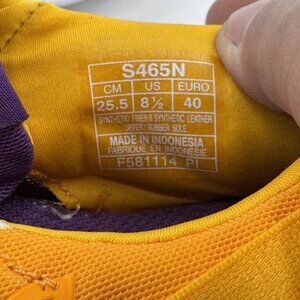 S465N
CM US EURO
25.5 8½ 40
SYNTHETIC FIBER & SYNTHETIC LEATHER
UPPER / RUBBER SOLE
MADE IN INDONESIA
FABRIQUE EN INDONESIE
F581114 PI